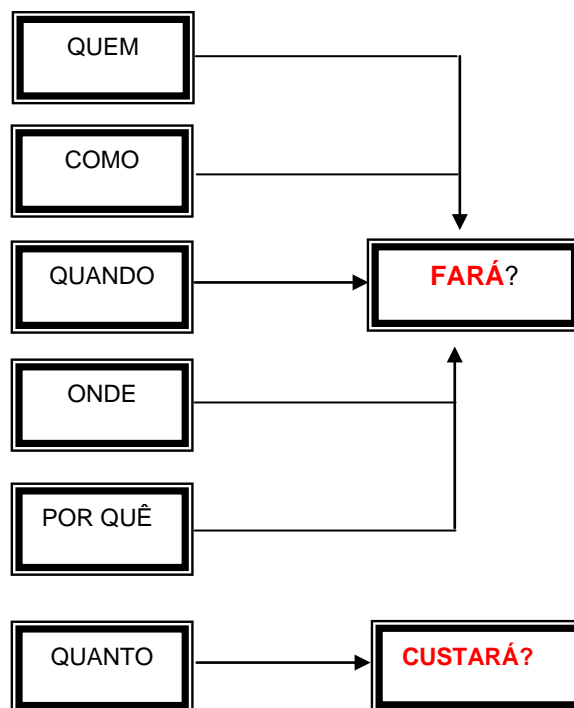 QUEM
COMO
QUANDO
FARÁ?
ONDE
POR QUÊ
QUANTO
CUSTARÁ?